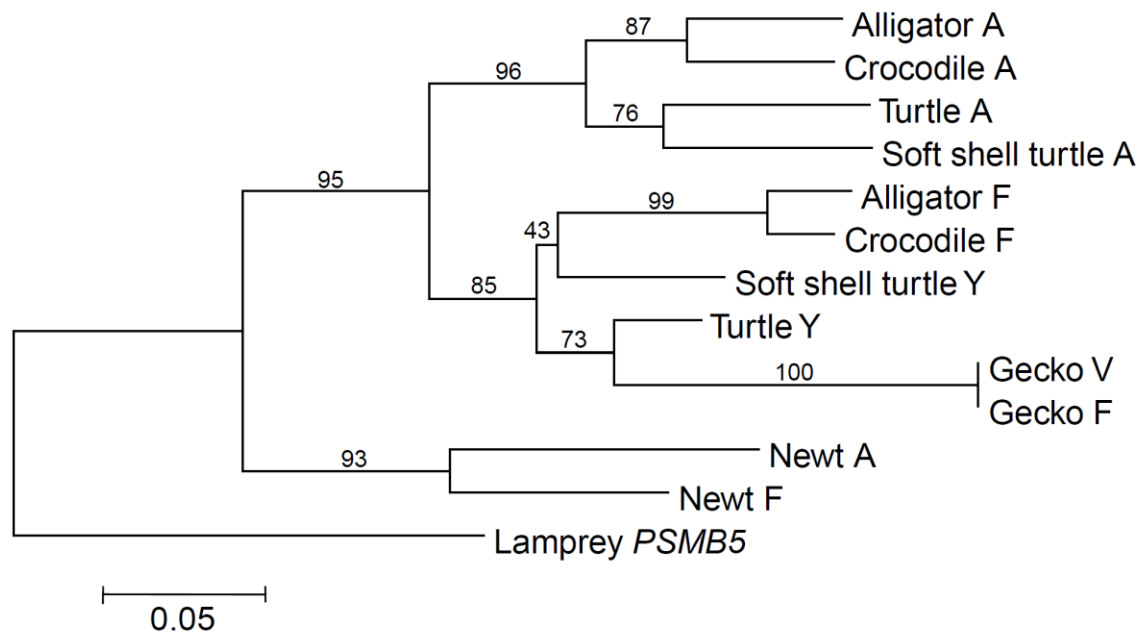 87
Alligator A
Crocodile A
96
76
Turtle A
Soft shell turtle A
95
99
Alligator F
43
Crocodile F
85
Soft shell turtle Y
Turtle Y
73
100
Gecko V
Gecko F
93
Newt A
Newt F
Lamprey PSMB5
0.05